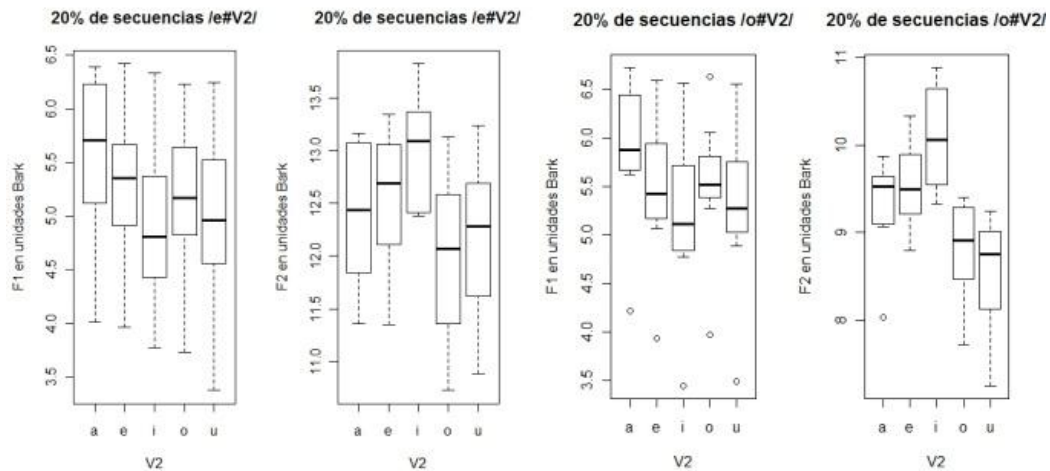 20% de secuencias /e#V2/
F1 en unidades Bark
6.5
6.0
5.5
5.0
4.5
4.0
3.5
a e i o u
V2
20% de secuencias /e#V2/
F2 en unidades Bark
13.5
13.0
12.5
12.0
11.5
11.0
a e i o u
V2
20% de secuencias /o#V2/
F1 en unidades Bark
6.5
6.0
5.5
5.0
4.5
4.0
3.5
a e i o u
V2
20% de secuencias /o#V2/
F2 en unidades Bark
11
10
9
8
a e i o u
V2